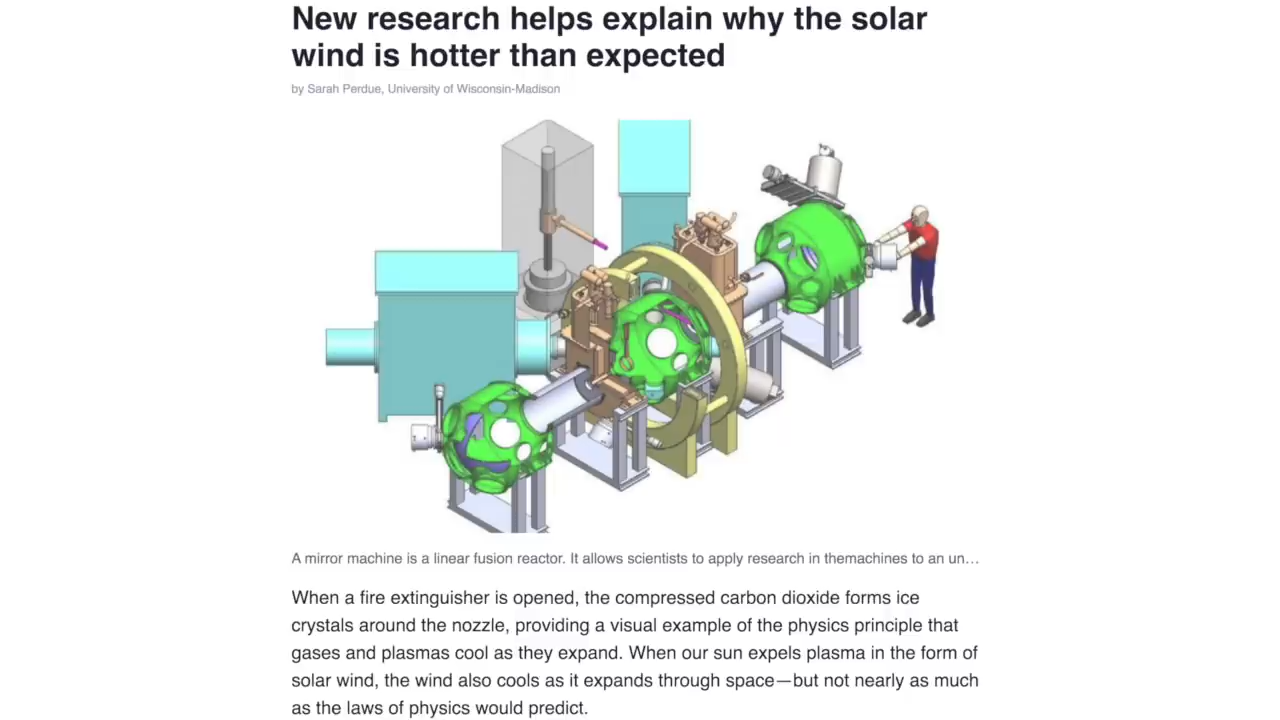 New research helps explain why the solar
wind is hotter than expected
by Sarah Perdue, University of Wisconsin-Madison
A mirror machine is a linear fusion reactor. It allows scientists to apply research in themachines to an un…
When a fire extinguisher is opened, the compressed carbon dioxide forms ice
crystals around the nozzle, providing a visual example of the physics principle that
gases and plasmas cool as they expand. When our sun expels plasma in the form of
solar wind, the wind also cools as it expands through space—but not nearly as much
as the laws of physics would predict.